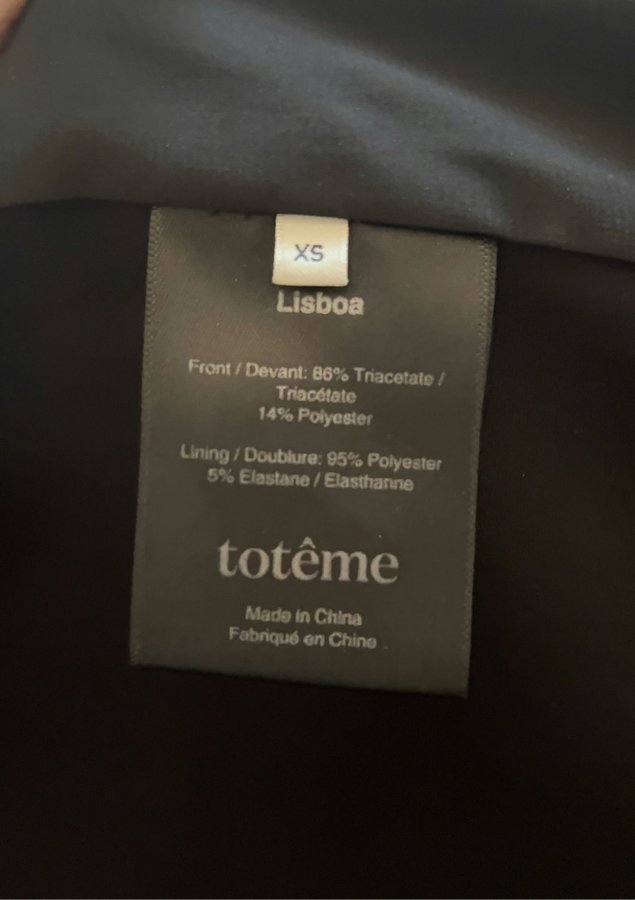 XS
Lisboa
Front / Devant: 86% Triacetate /
Triacétate
14% Polyester
Lining / Doublure: 95% Polyester
5% Elastane / Elasthanne
totême
Made in China
Fabriqué en Chine